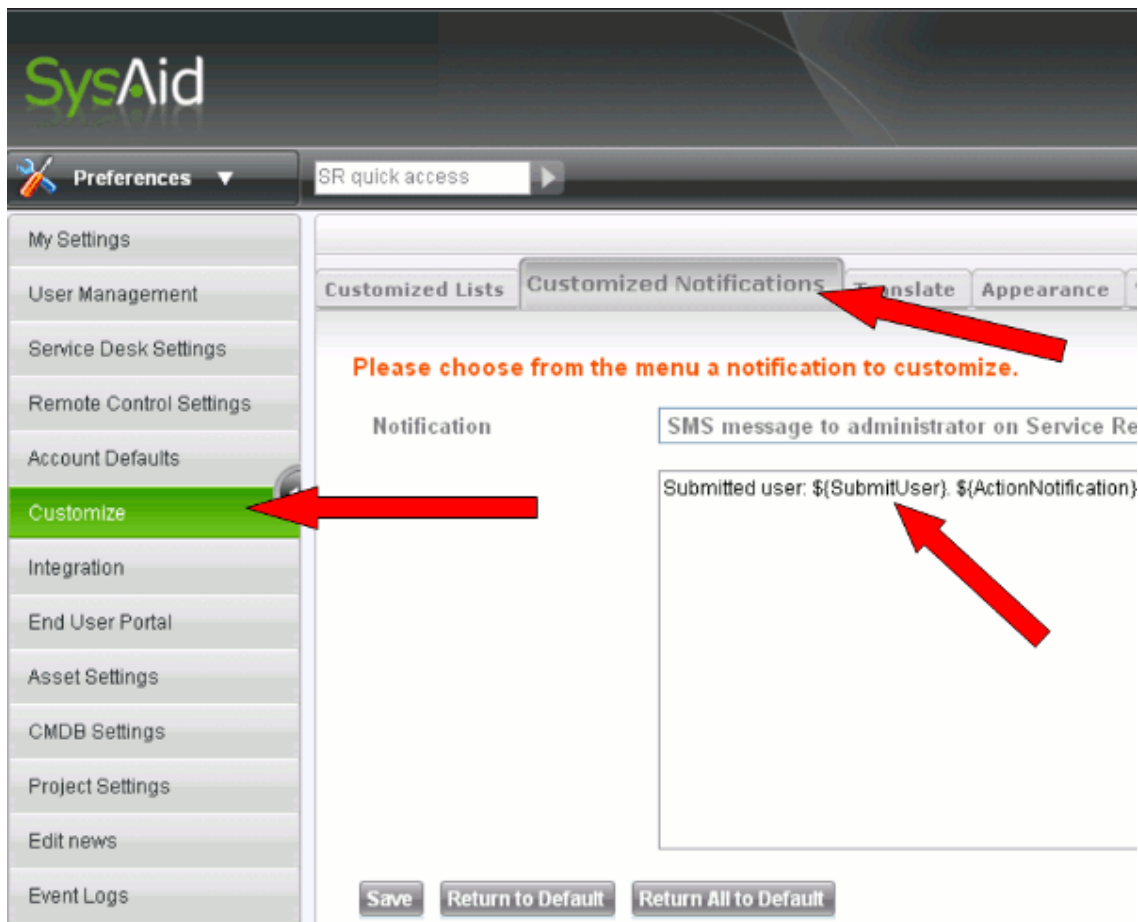 SysAid
Preferences
SR quick access
My Settings
User Management
Service Desk Settings
Remote Control Settings
Account Defaults
Customize
Integration
End User Portal
Asset Settings
CMDB Settings
Project Settings
Edit news
Event Logs
Customized Lists Customized Notifications Translate Appearance
Please choose from the menu a notification to customize.
Notification SMS message to administrator on Service Re
Submitted user: ${SubmitUser}. ${ActionNotification}
Save Return to Default Return All to Default